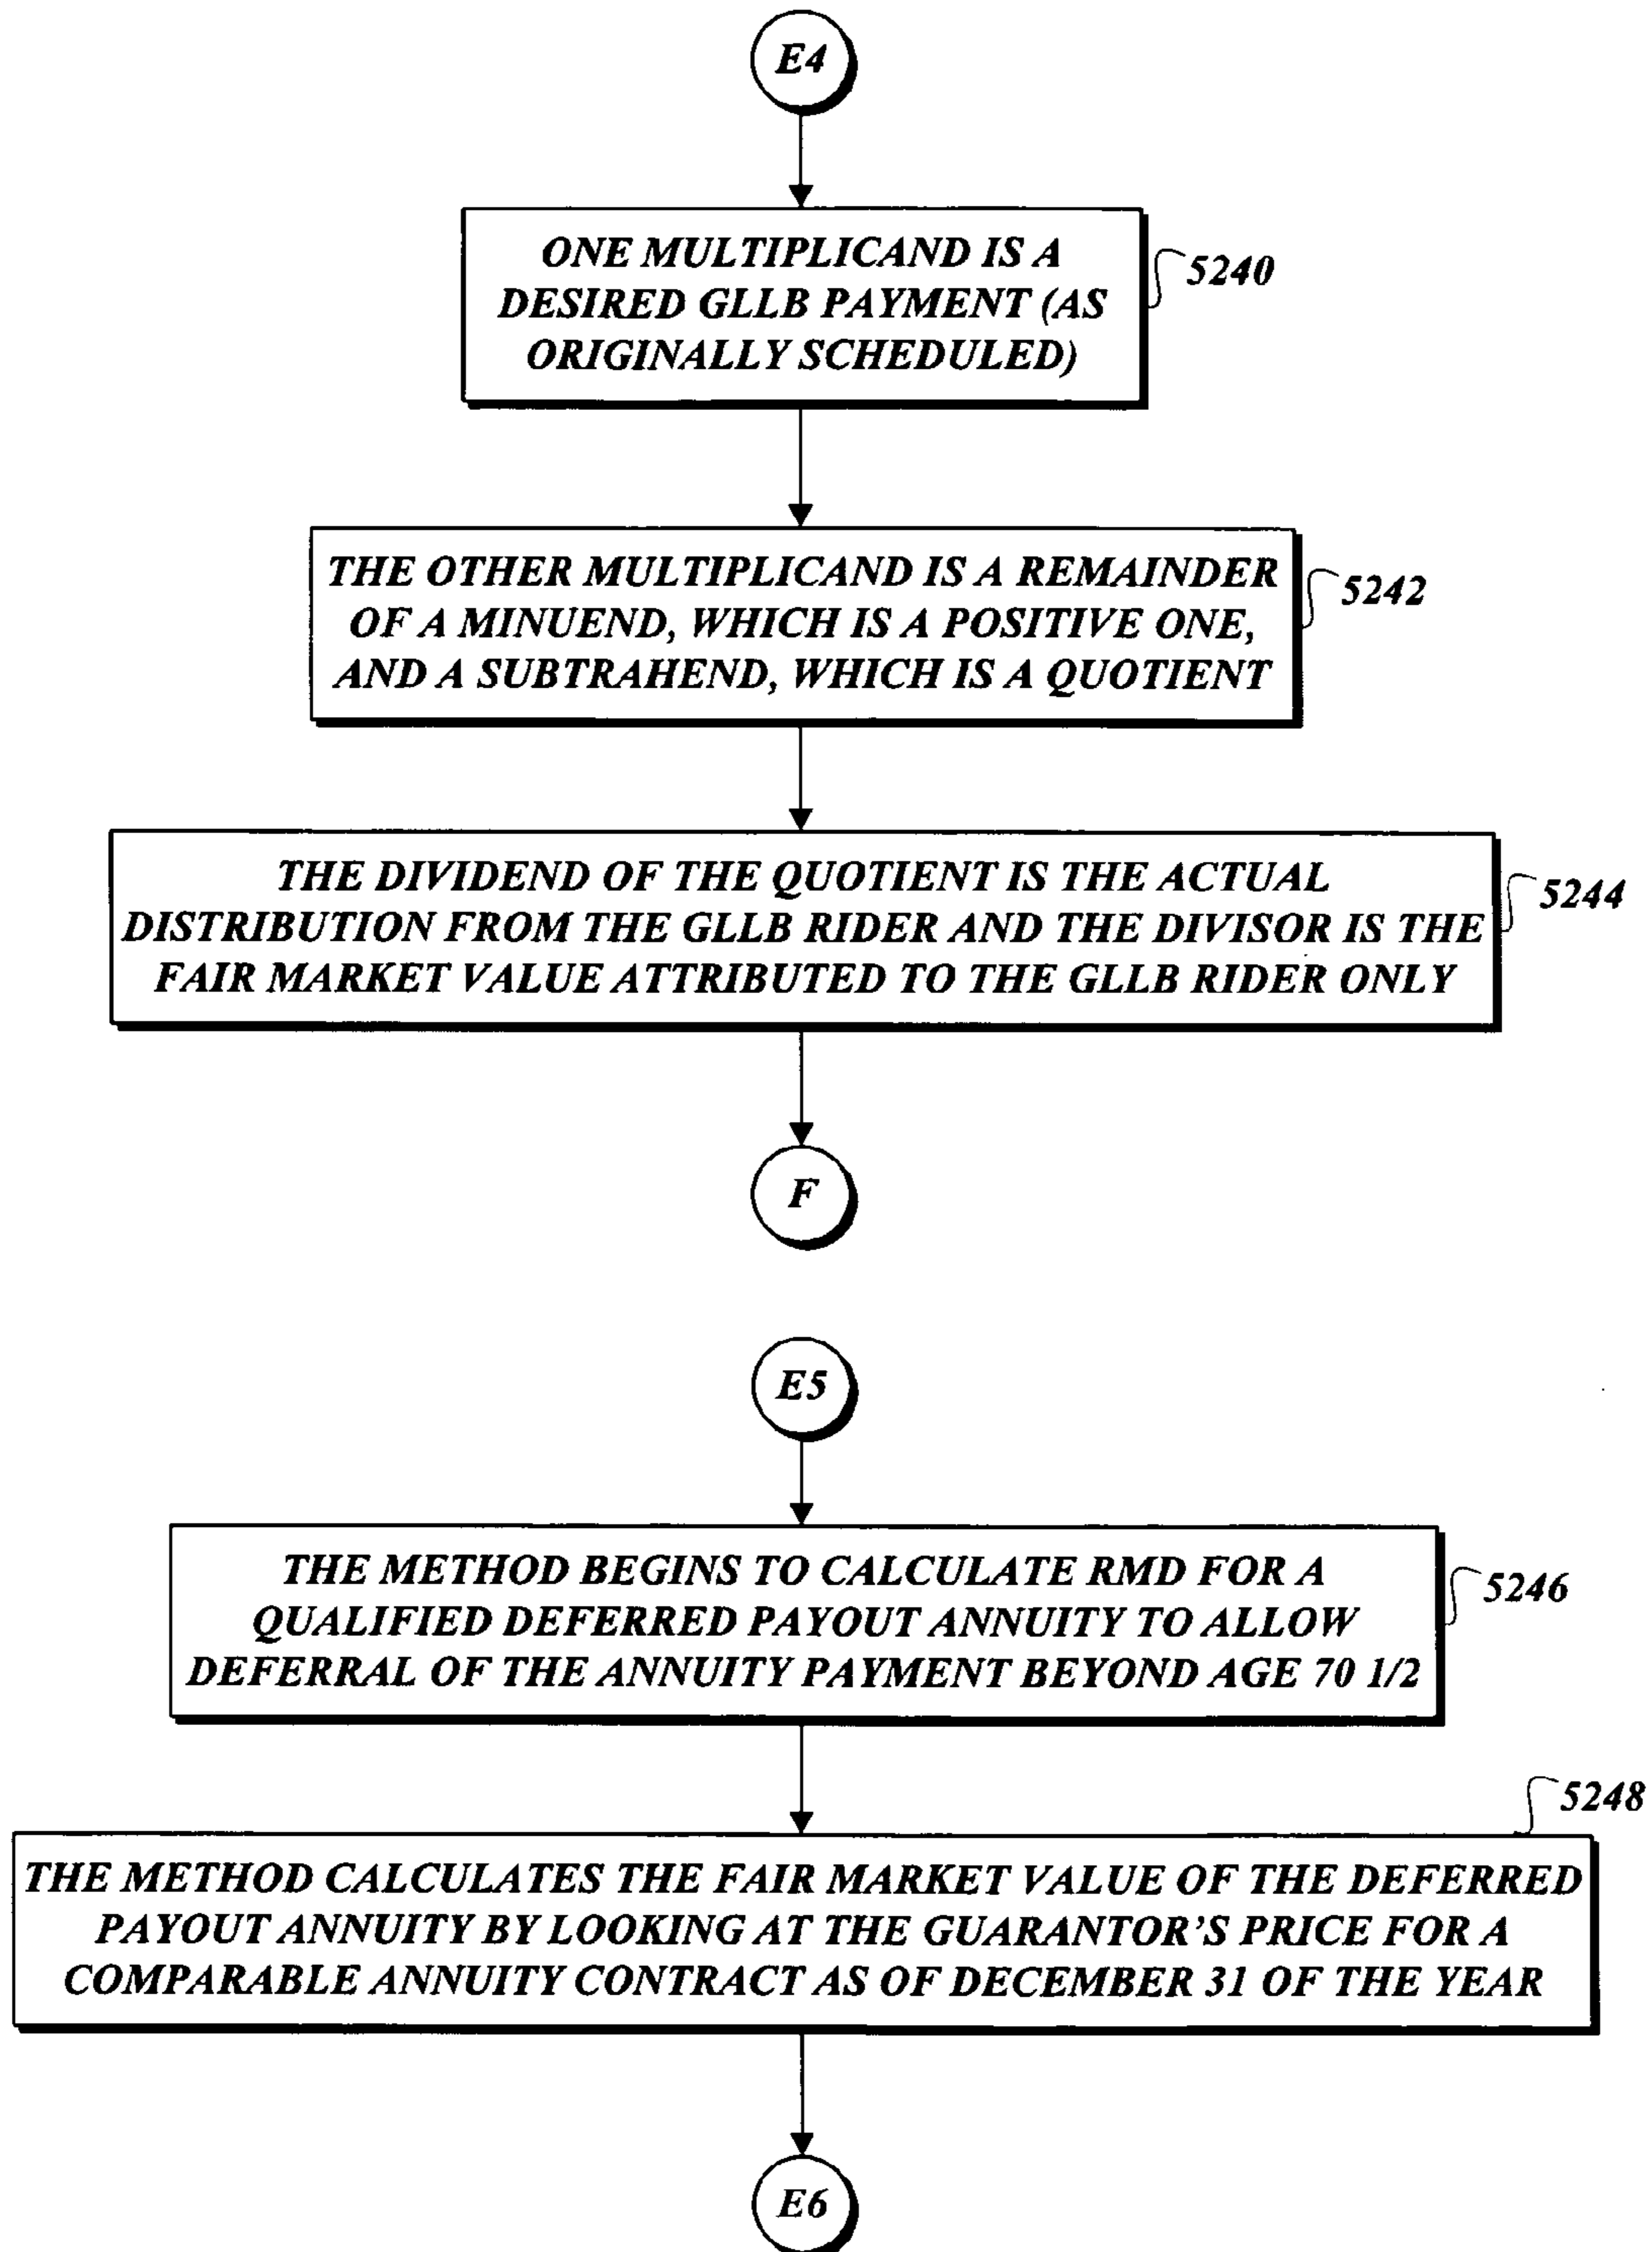 E4
ONE MULTIPLICAND IS A
DESIRED GLLB PAYMENT (AS
ORIGINALLY SCHEDULED)
5240
THE OTHER MULTIPLICAND IS A REMAINDER
OF A MINUEND, WHICH IS A POSITIVE ONE,
AND A SUBTRAHEND, WHICH IS A QUOTIENT
5242
THE DIVIDEND OF THE QUOTIENT IS THE ACTUAL
DISTRIBUTION FROM THE GLLB RIDER AND THE DIVISOR IS THE
FAIR MARKET VALUE ATTRIBUTED TO THE GLLB RIDER ONLY
5244
F
E5
THE METHOD BEGINS TO CALCULATE RMD FOR A
QUALIFIED DEFERRED PAYOUT ANNUITY TO ALLOW
DEFERRAL OF THE ANNUITY PAYMENT BEYOND AGE 70 1/2
5246
5248
THE METHOD CALCULATES THE FAIR MARKET VALUE OF THE DEFERRED
PAYOUT ANNUITY BY LOOKING AT THE GUARANTOR'S PRICE FOR A
COMPARABLE ANNUITY CONTRACT AS OF DECEMBER 31 OF THE YEAR
E6